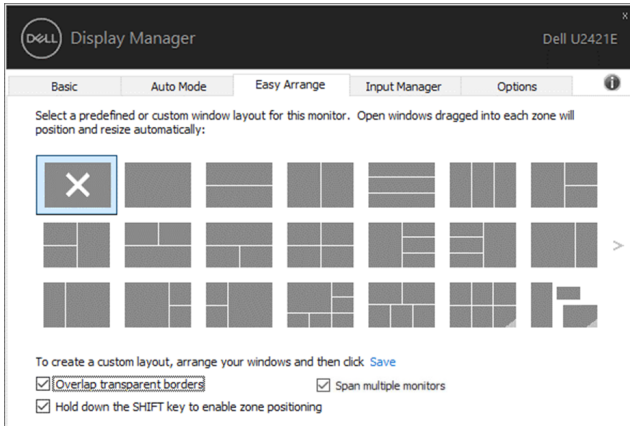 x
DELL Display Manager
Dell U2421E
Basic Auto Mode Easy Arrange Input Manager Options i
Select a predefined or custom window layout for this monitor. Open windows dragged into each zone will
position and resize automatically:
>
To create a custom layout, arrange your windows and then click Save
Overlap transparent borders Span multiple monitors
Hold down the SHIFT key to enable zone positioning